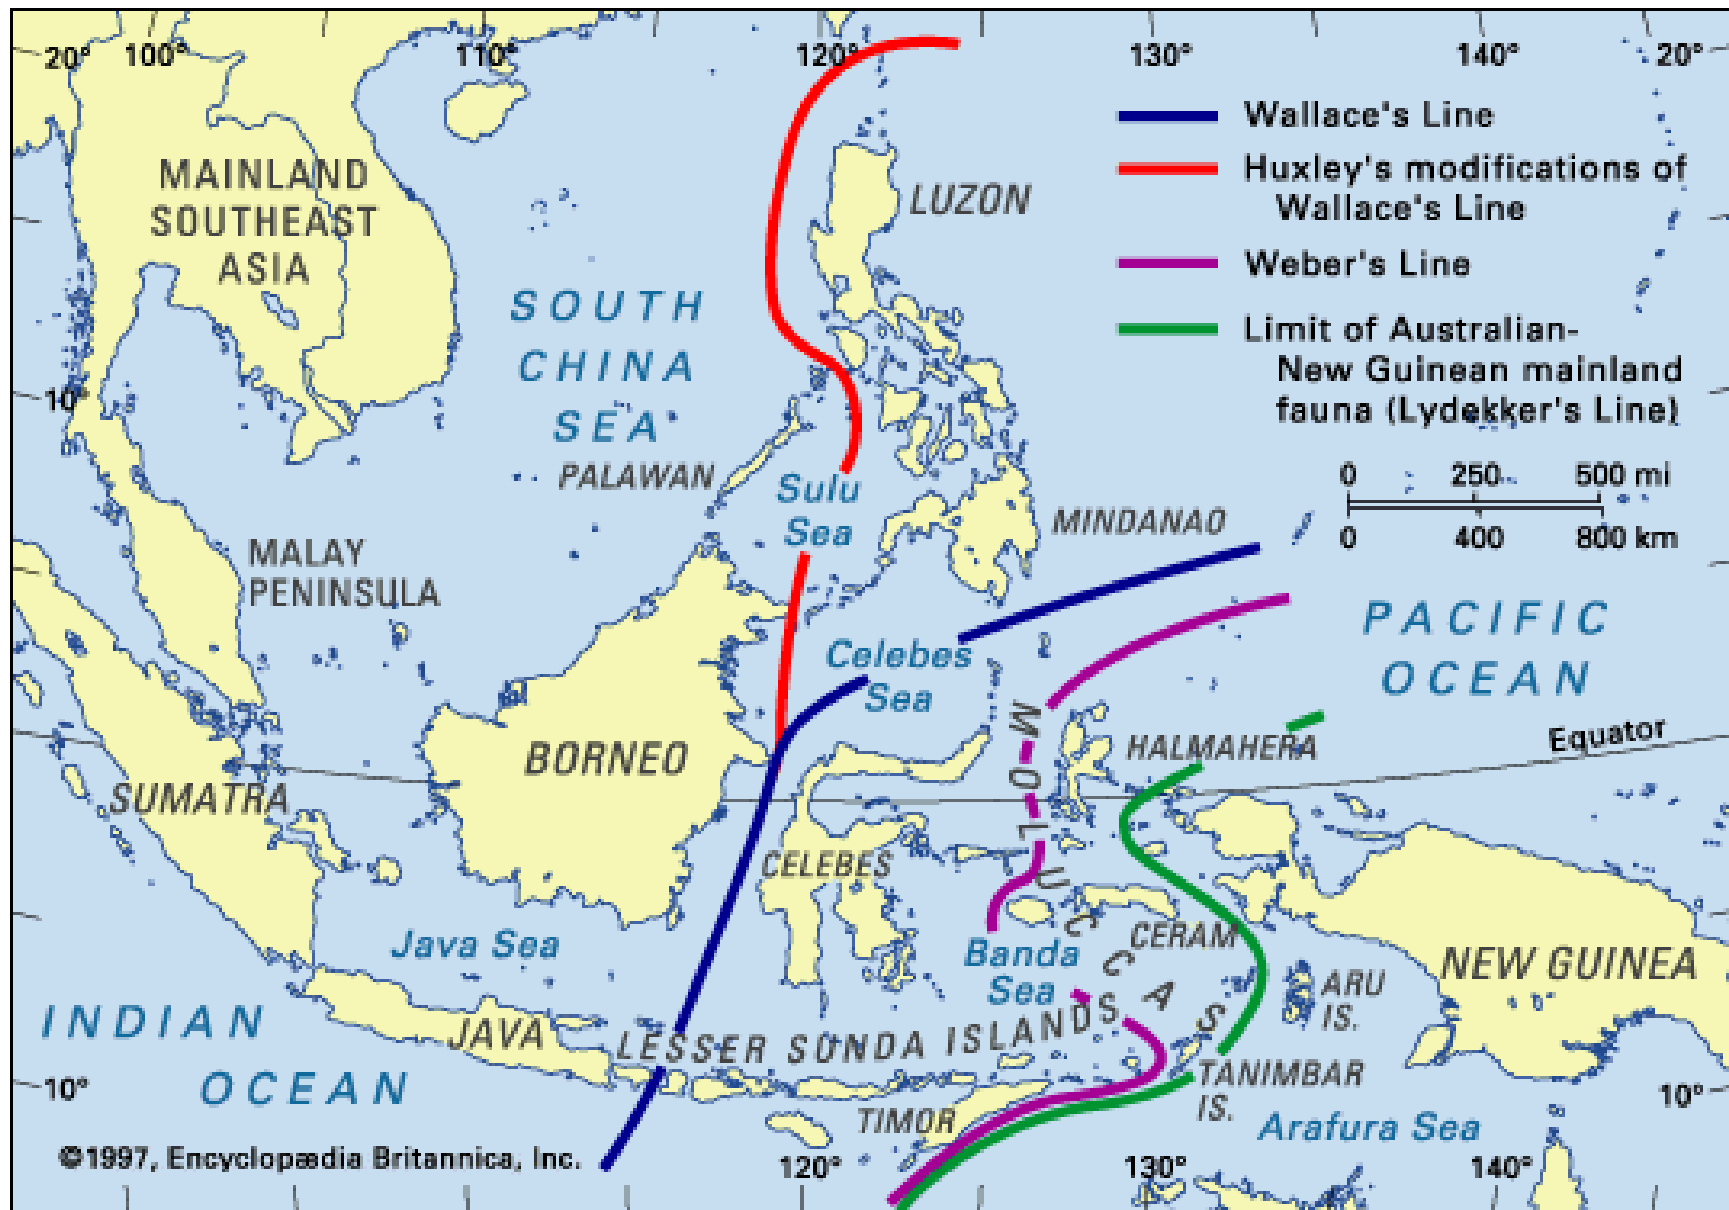 20° 100° 110° 120° 130° 140° 20°
Wallace's Line
Huxley's modifications of
Wallace's Line
Weber's Line
Limit of Australian-
New Guinean mainland
fauna (Lydekker's Line)
0 250 500 mi
0 400 800 km
MAINLAND
SOUTHEAST
ASIA
LUZON
SOUTH
CHINA
SEA
10°
PALAWAN
Sulu
Sea
MINDANAO
MALAY
PENINSULA
PACIFIC
OCEAN
Celebes
Sea
MOLUCCAS
HALMAHERA
Equator
BORNEO
SUMATRA
CELEBES
CERAM
Java Sea
Banda
Sea
NEW GUINEA
ARU
IS.
INDIAN
OCEAN
JAVA
LESSER SUNDA ISLANDS
TANIMBAR
IS.
10°
10°
TIMOR
Arafura Sea
©1997, Encyclopædia Britannica, Inc.
120° 130° 140°